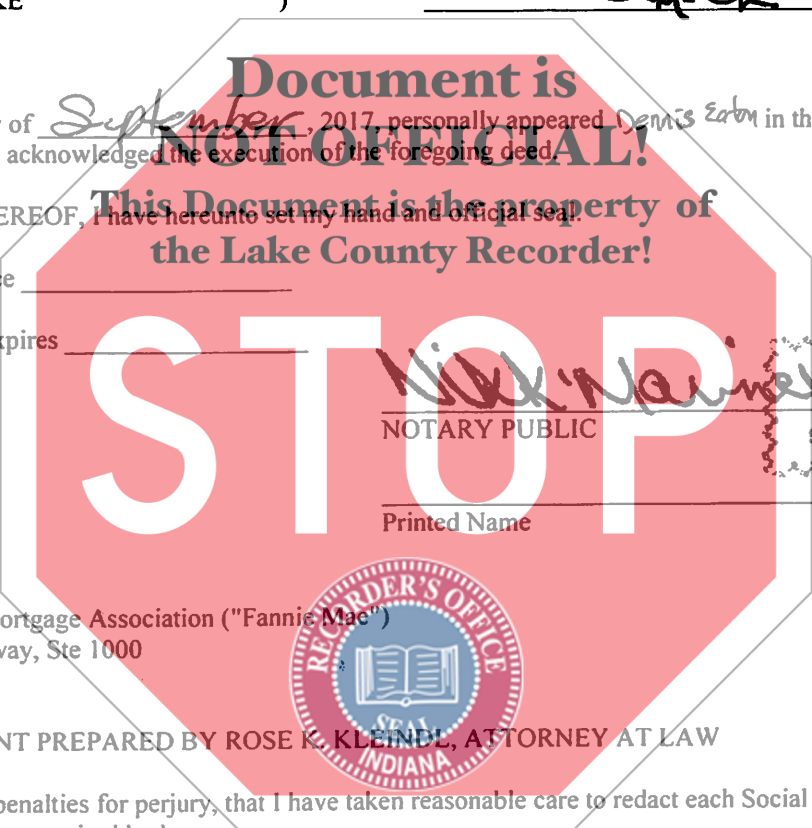 KE )
Document is
of September, 2017, personally appeared Dennis Eaton in th
NOT OFFICIAL!
acknowledged the execution of the foregoing deed.
This Document is the property of
EREOF, I have hereunto set my hand and official seal.
the Lake County Recorder!
ce
xpires
STOP
NOTARY PUBLIC
Printed Name
ortgage Association ("Fannie Mae")
way, Ste 1000
RECORDER'S OFFICE
SEAL
INDIANA
NT PREPARED BY ROSE K. KLEINDL, ATTORNEY AT LAW
penalties for perjury, that I have taken reasonable care to redact each Social